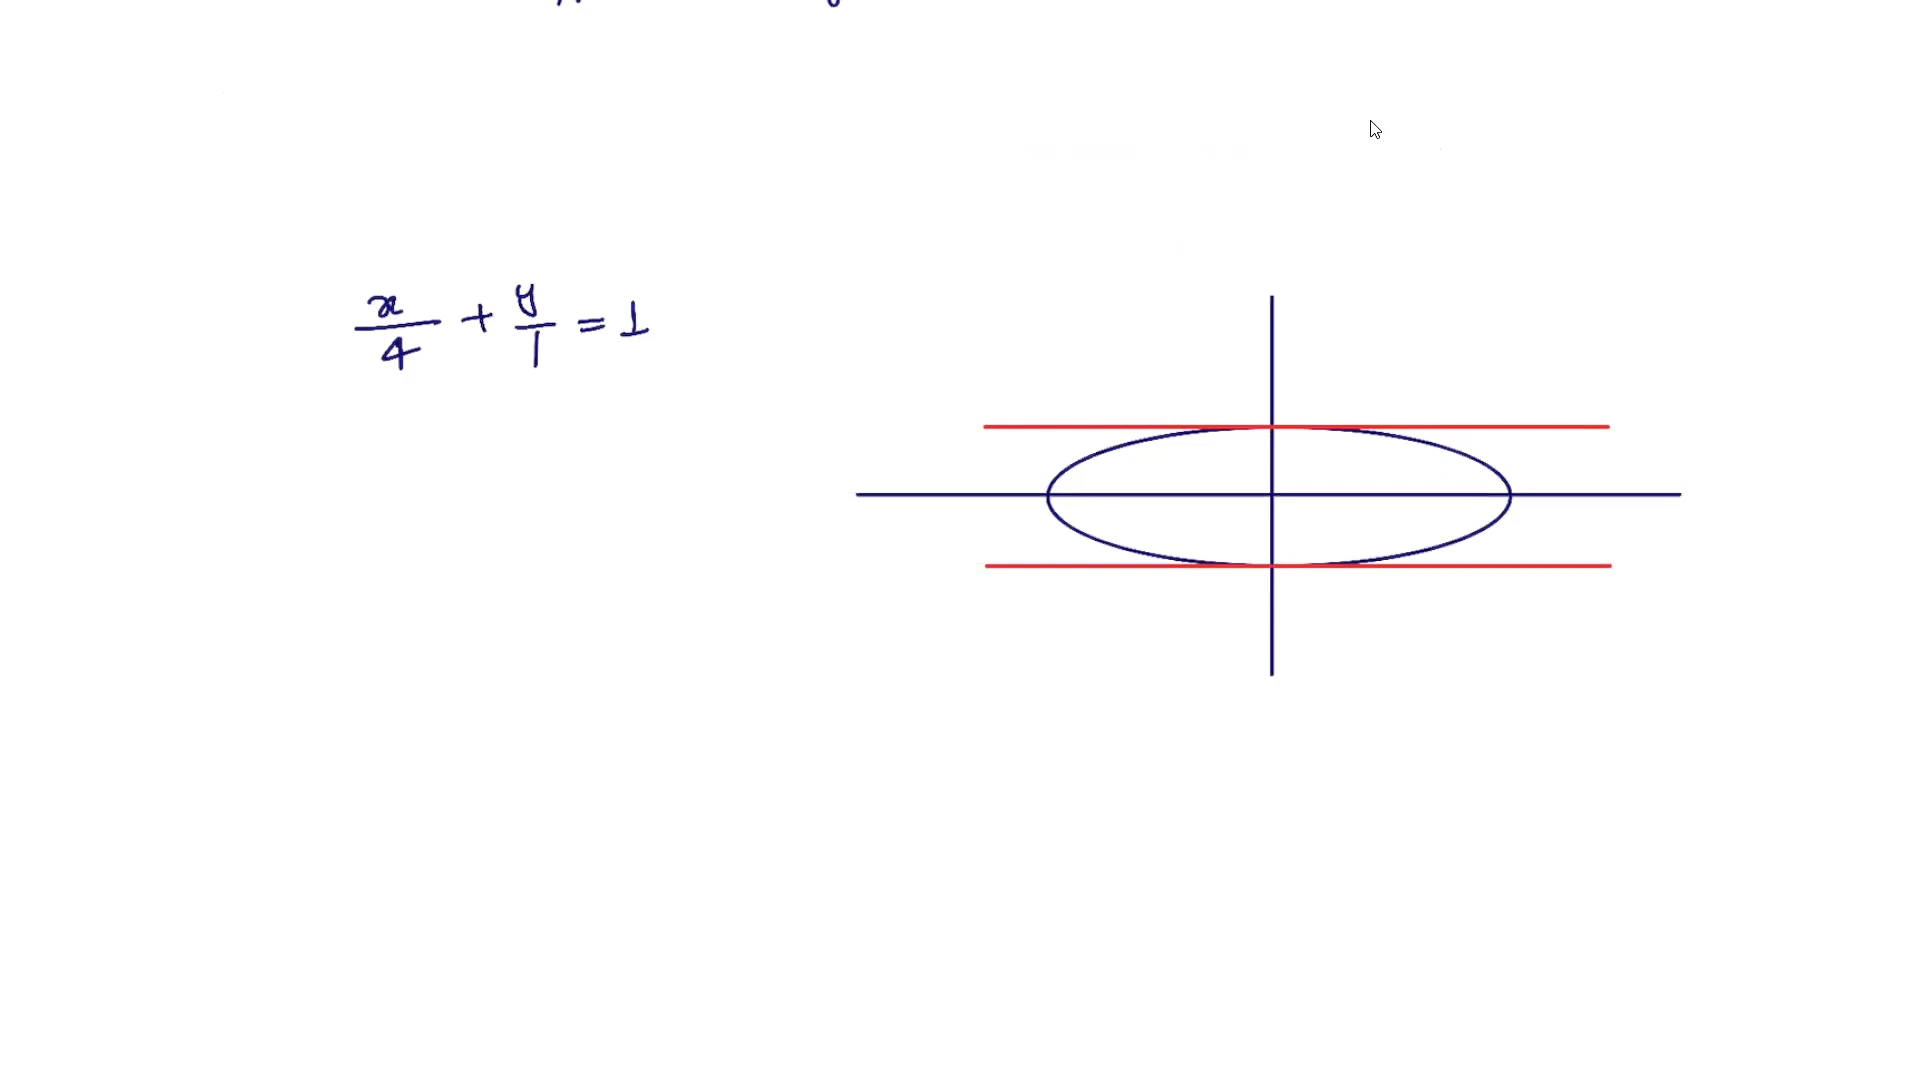 x/4 + y/1 = 1